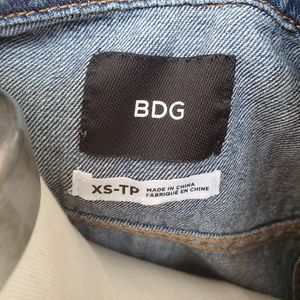 BDG
XS-TP MADE IN CHINA
FABRIQUÉ EN CHINE